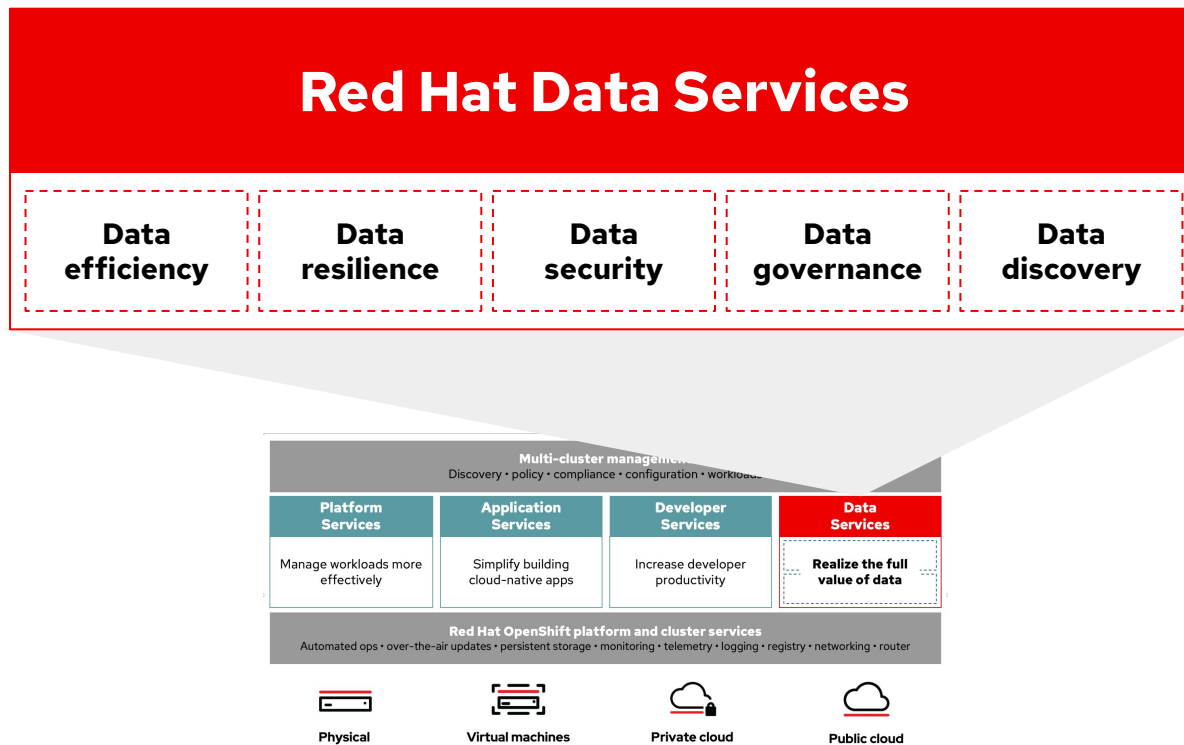 Red Hat Data Services
Data
efficiency
Data
resilience
Data
security
Data
governance
Data
discovery
Multi-cluster
Discovery • policy • compliance • configuration • workloads
Platform
Services
Application
Services
Developer
Services
Data
Services
Manage workloads more
effectively
Simplify building
cloud-native apps
Increase developer
productivity
Realize the full
value of data
Red Hat OpenShift platform and cluster services
Automated ops • over-the-air updates • persistent storage • monitoring • telemetry • logging • registry • networking • router
Physical
Virtual machines
Private cloud
Public cloud